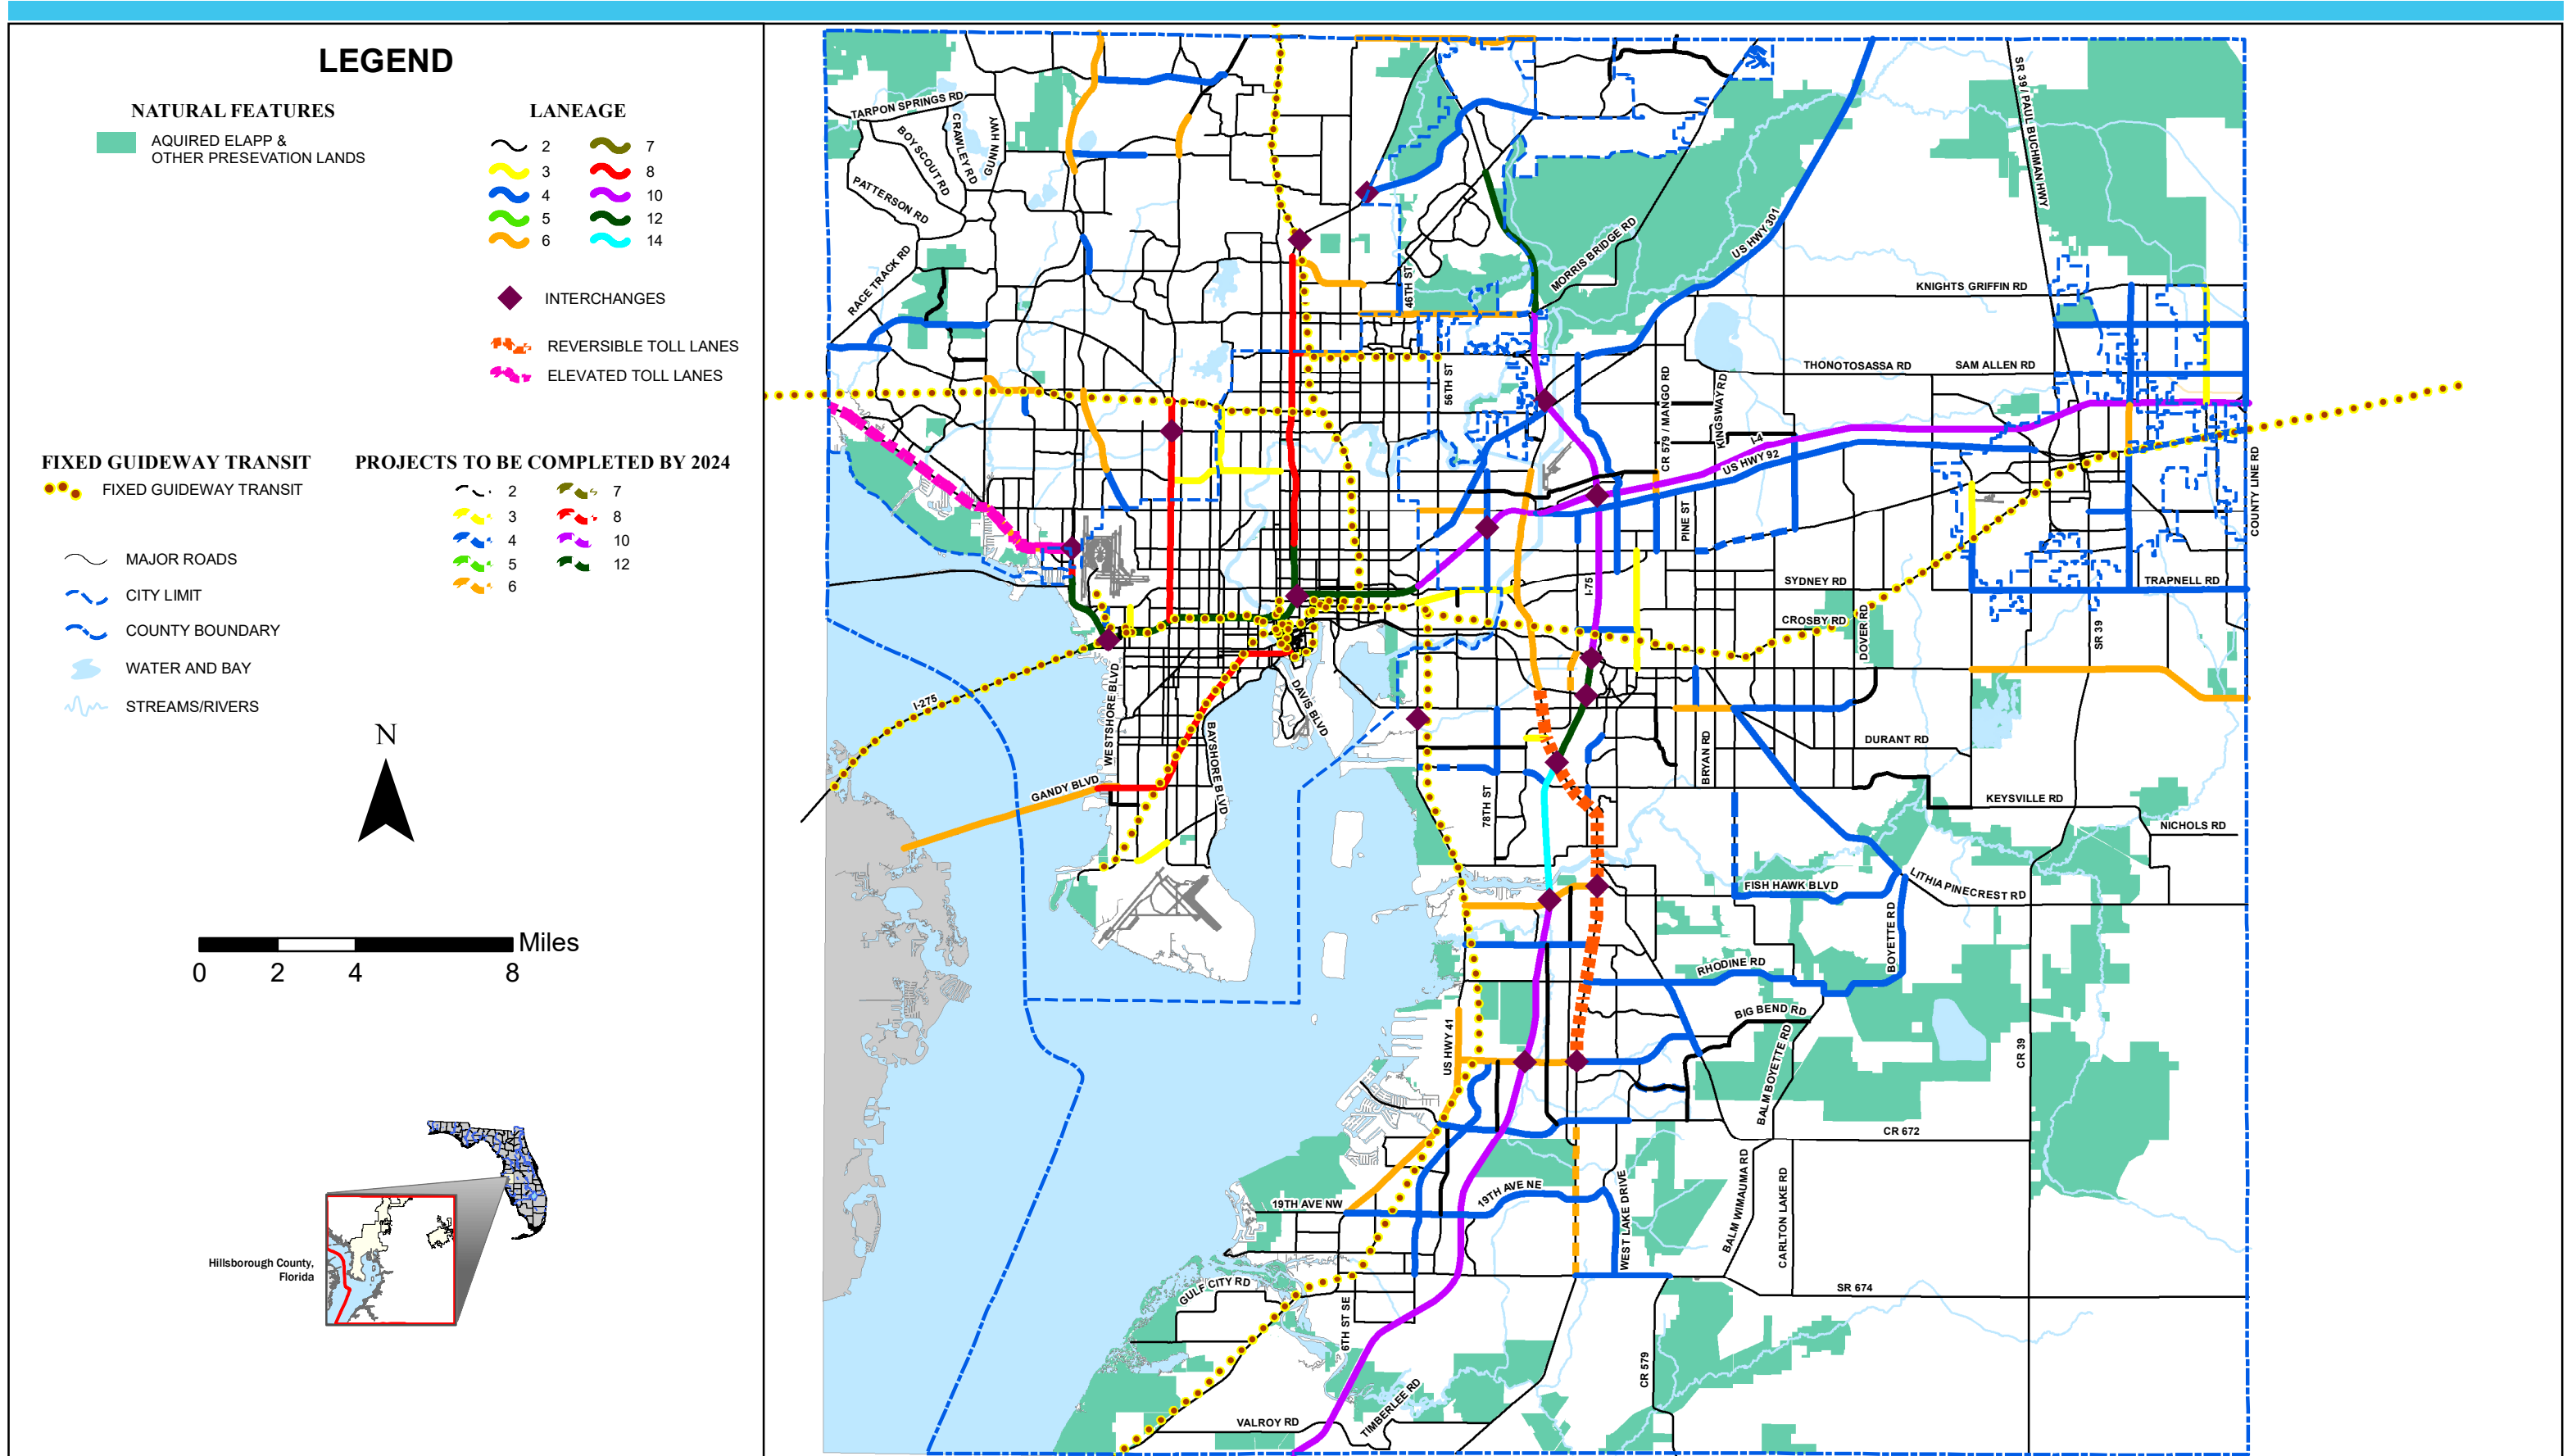 LEGEND
NATURAL FEATURES
AQUIRED ELAPP &
OTHER PRESEVATION LANDS
LANEAGE
2
3
4
5
6
7
8
10
12
14
INTERCHANGES
REVERSIBLE TOLL LANES
ELEVATED TOLL LANES
FIXED GUIDEWAY TRANSIT
FIXED GUIDEWAY TRANSIT
PROJECTS TO BE COMPLETED BY 2024
2
3
4
5
6
7
8
10
12
MAJOR ROADS
CITY LIMIT
COUNTY BOUNDARY
WATER AND BAY
STREAMS/RIVERS
N
Miles
0 2 4 8
Hillsborough County,
Florida
TARPON SPRINGS RD
BOY SCOUT RD
CRAWLEY RD
GUNN HWY
PATTERSON RD
RACE TRACK RD
46TH ST
MORRIS BRIDGE RD
US HWY 301
SR 39 / PAUL BUCHMAN HWY
KNIGHTS GRIFFIN RD
THONOTOSASSA RD
SAM ALLEN RD
56TH ST
CR 579 / MANGO RD
KINGSWAY RD
I-4
US HWY 92
COUNTY LINE RD
PINE ST
I-75
SYDNEY RD
TRAPNELL RD
CROSBY RD
DOVER RD
SR 39
I-275
WESTSHORE BLVD
DAVIS BLVD
BAYSHORE BLVD
GANDY BLVD
DURANT RD
BRYAN RD
78TH ST
KEYSVILLE RD
NICHOLS RD
FISH HAWK BLVD
LITHIA PINECREST RD
BOYETTE RD
RHODINE RD
BIG BEND RD
US HWY 41
BALM BOYETTE RD
CR 39
CR 672
19TH AVE NW
19TH AVE NE
WEST LAKE DRIVE
BALM WIMAUMA RD
CARLTON LAKE RD
GULF CITY RD
SR 674
6TH ST SE
CR 579
TIMBERLEE RD
VALROY RD